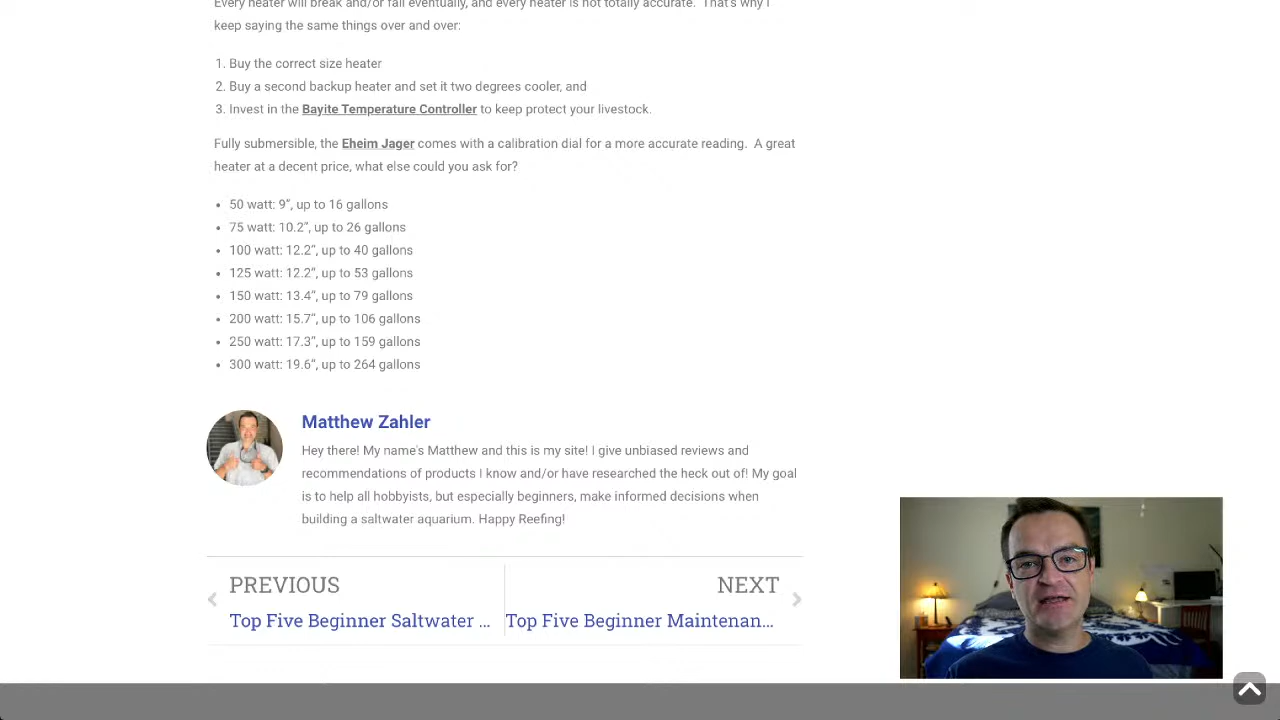 Every heater will break and/or fail eventually, and every heater is not totally accurate. That's why I
keep saying the same things over and over:
1. Buy the correct size heater
2. Buy a second backup heater and set it two degrees cooler, and
3. Invest in the Bayite Temperature Controller to keep protect your livestock.
Fully submersible, the Eheim Jager comes with a calibration dial for a more accurate reading. A great
heater at a decent price, what else could you ask for?
• 50 watt: 9”, up to 16 gallons
• 75 watt: 10.2”, up to 26 gallons
• 100 watt: 12.2“, up to 40 gallons
• 125 watt: 12.2“, up to 53 gallons
• 150 watt: 13.4“, up to 79 gallons
• 200 watt: 15.7“, up to 106 gallons
• 250 watt: 17.3“, up to 159 gallons
• 300 watt: 19.6“, up to 264 gallons
Matthew Zahler
Hey there! My name's Matthew and this is my site! I give unbiased reviews and
recommendations of products I know and/or have researched the heck out of! My goal
is to help all hobbyists, but especially beginners, make informed decisions when
building a saltwater aquarium. Happy Reefing!
PREVIOUS
Top Five Beginner Saltwater ...
NEXT
Top Five Beginner Maintenan...